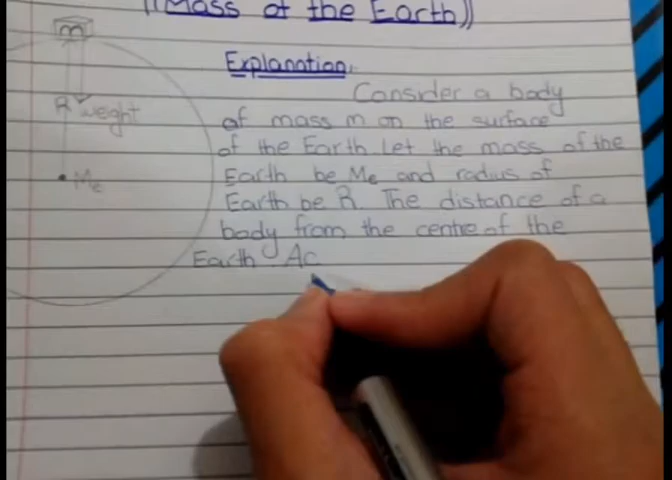 ((Mass of the Earth))
m
Explanation.
Consider a body
R weght
of mass m on the surface
of the Earth. Let the mass of the
Me
Earth be Me and radius of
Earth be R. The distance of a
body from the centre of the
Earth. Ac